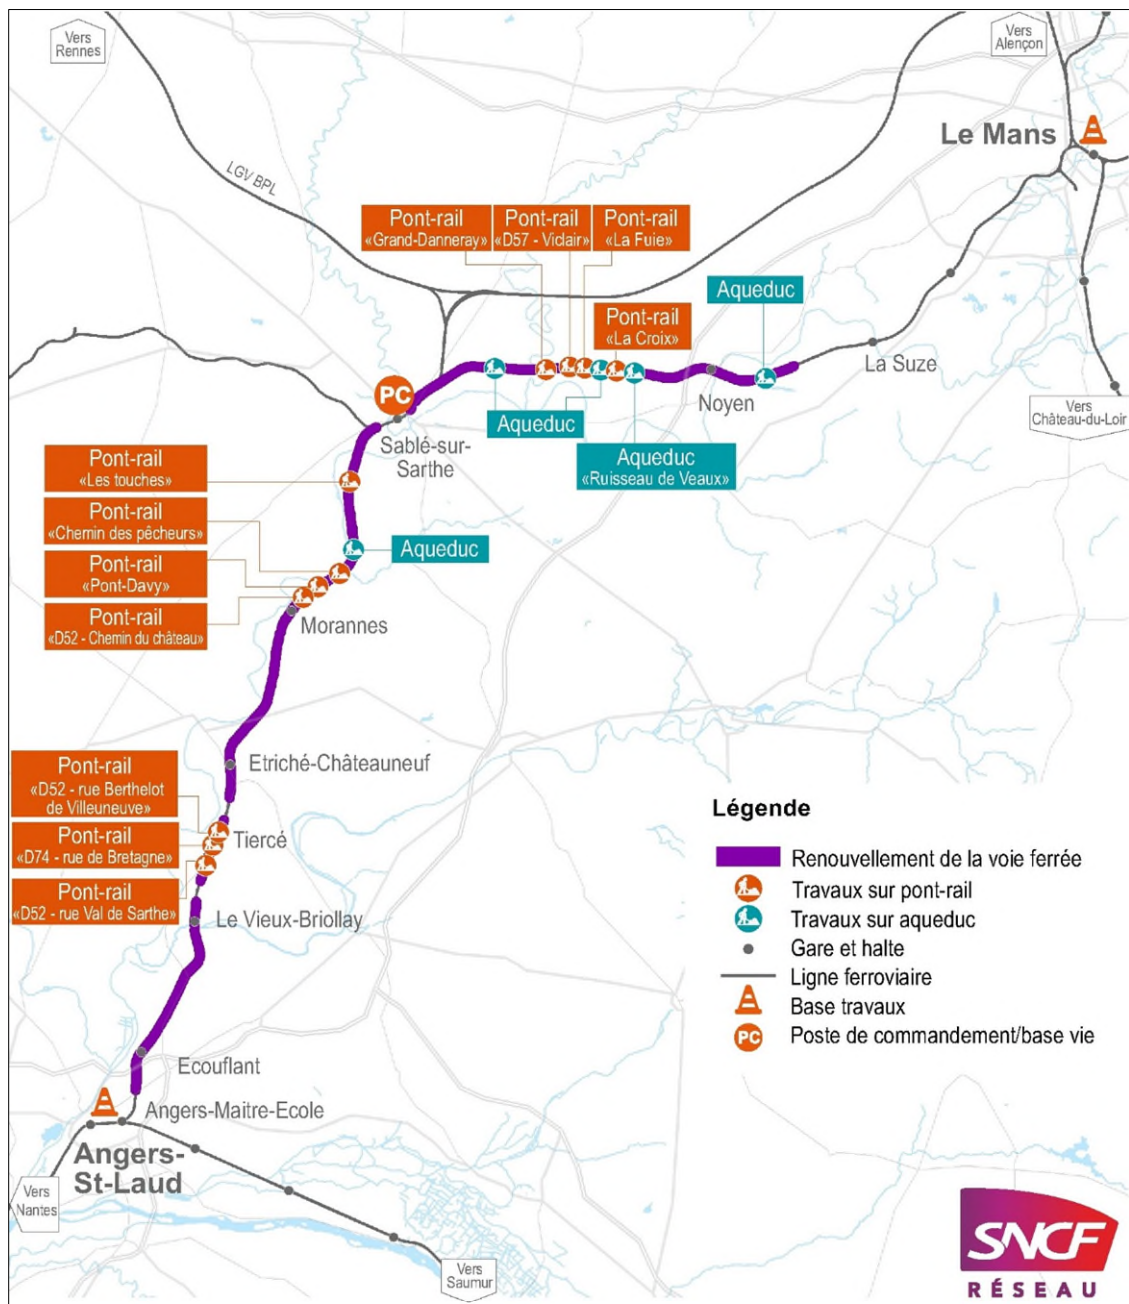 Vers
Rennes
Vers
Alençon
Le Mans
LGV BPL
Pont-rail
«Grand-Danneray»
Pont-rail
«D57 - Viclair»
Pont-rail
«La Fuie»
Aqueduc
Pont-rail
«La Croix»
La Suze
PC
Noyen
Vers
Château-du-Loir
Aqueduc
Sablé-sur-
Sarthe
Aqueduc
«Ruisseau de Veaux»
Pont-rail
«Les touches»
Pont-rail
«Chemin des pêcheurs»
Aqueduc
Pont-rail
«Pont-Davy»
Pont-rail
«D52 - Chemin du château»
Morannes
Etriché-Châteauneuf
Pont-rail
«D52 - rue Berthelot
de Villeuneuve»
Tiercé
Pont-rail
«D74 - rue de Bretagne»
Pont-rail
«D52 - rue Val de Sarthe»
Le Vieux-Briollay
Ecouflant
Angers-Maitre-Ecole
Angers-
St-Laud
Vers
Nantes
Vers
Saumur
Légende
Renouvellement de la voie ferrée
Travaux sur pont-rail
Travaux sur aqueduc
Gare et halte
Ligne ferroviaire
Base travaux
PC
Poste de commandement/base vie
SNCF
RÉSEAU